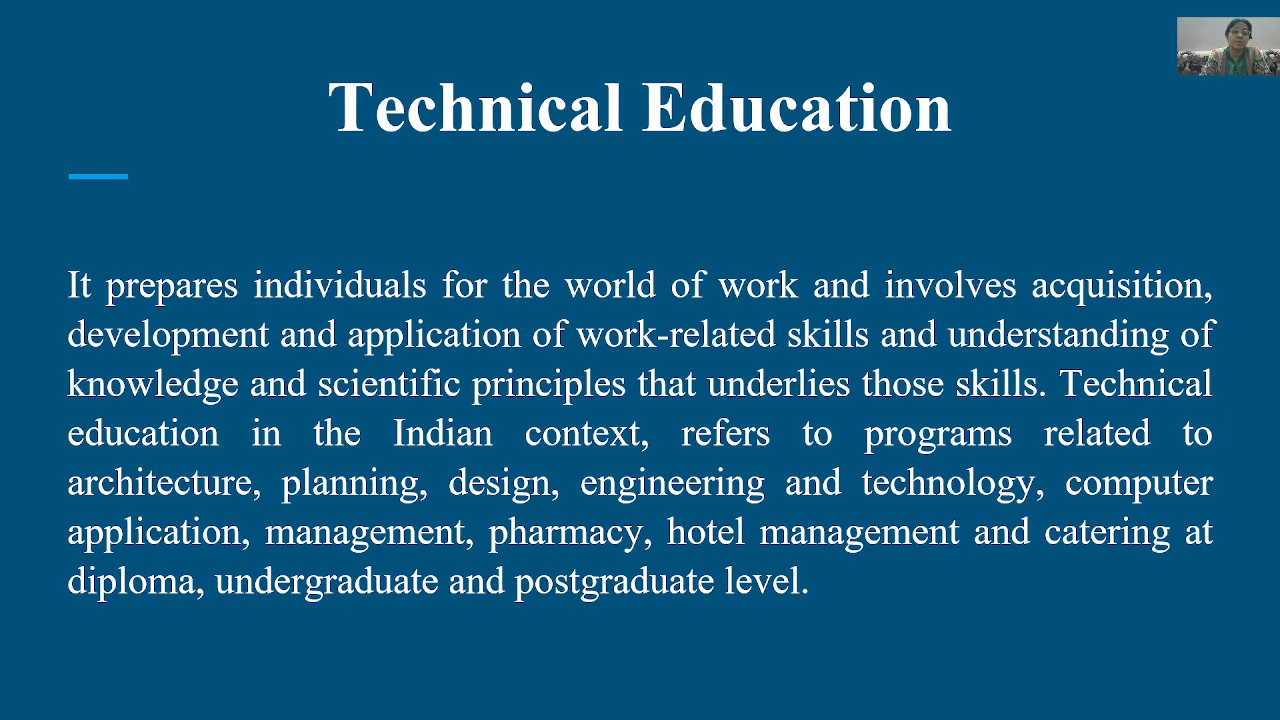 Technical Education
It prepares individuals for the world of work and involves acquisition,
development and application of work-related skills and understanding of
knowledge and scientific principles that underlies those skills. Technical
education in the Indian context, refers to programs related to
architecture, planning, design, engineering and technology, computer
application, management, pharmacy, hotel management and catering at
diploma, undergraduate and postgraduate level.